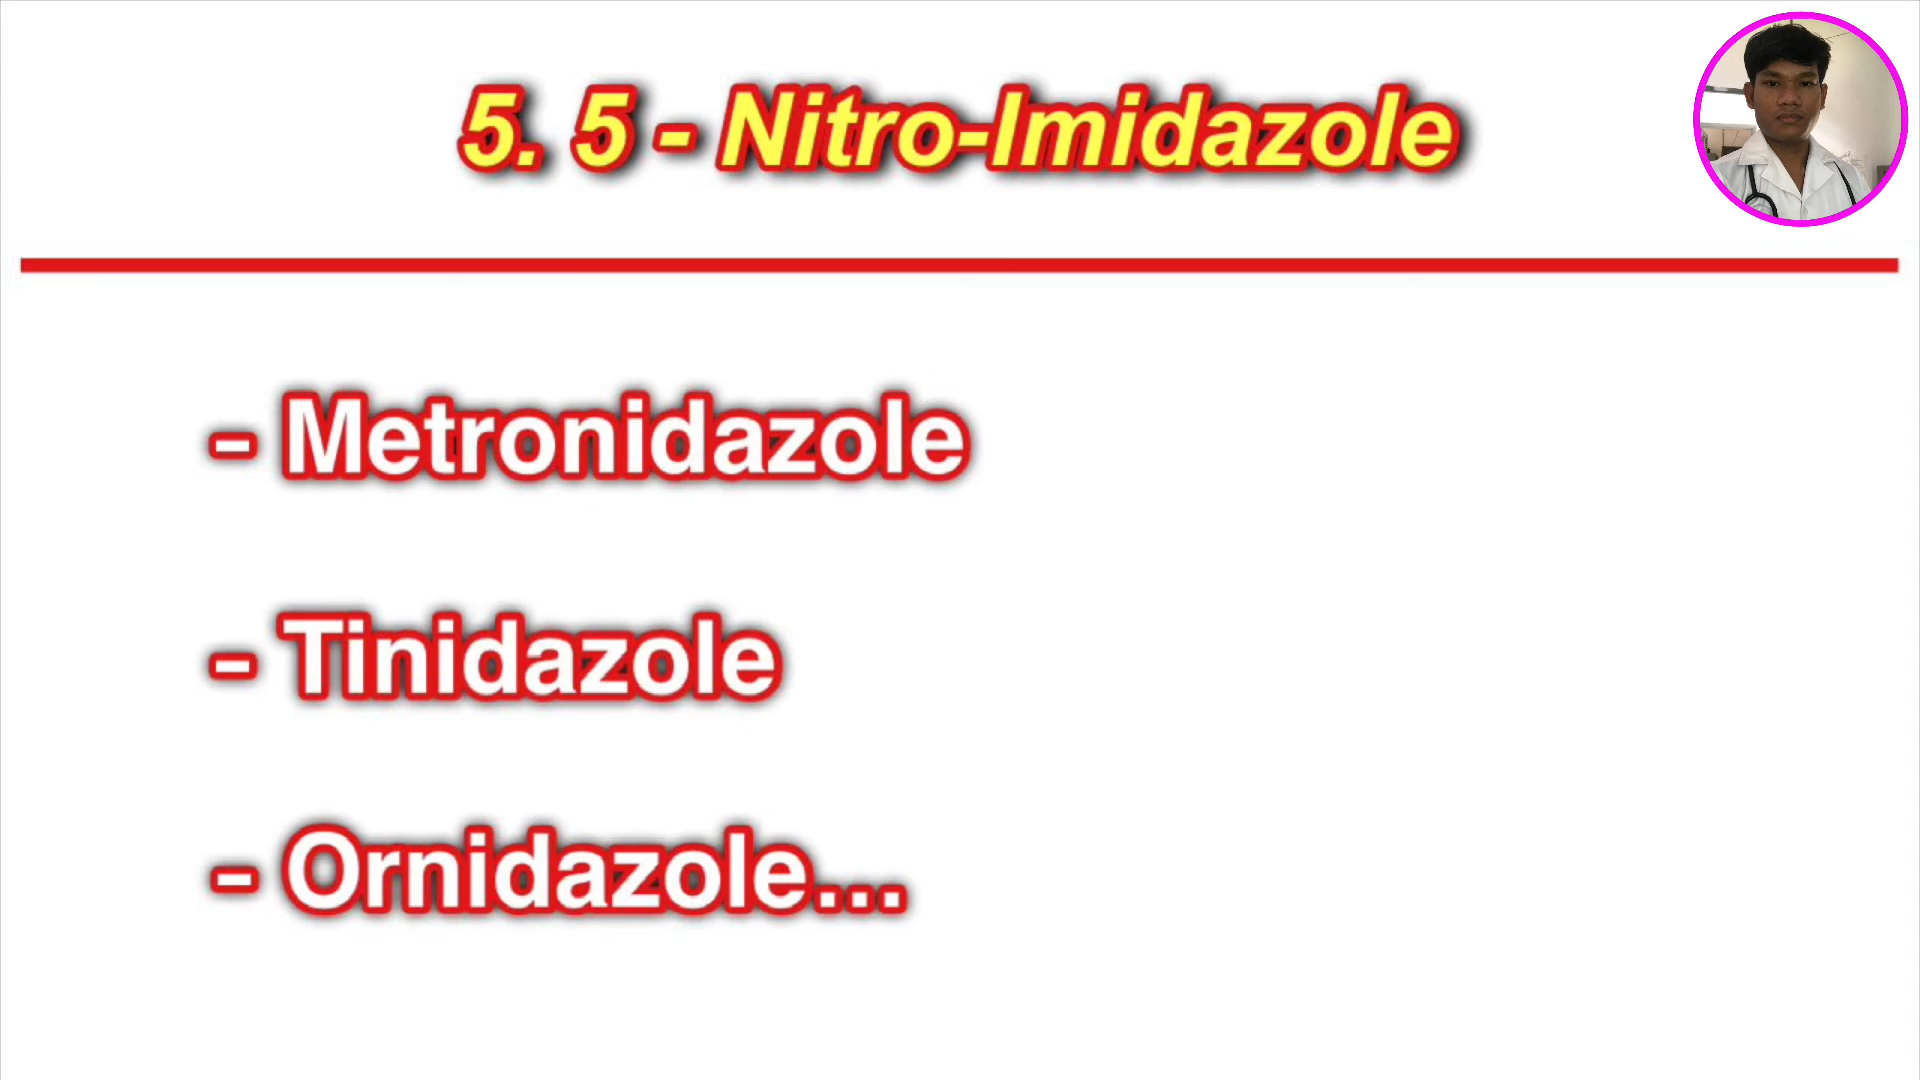 5. 5 - Nitro-Imidazole
- Metronidazole
- Tinidazole
- Ornidazole...